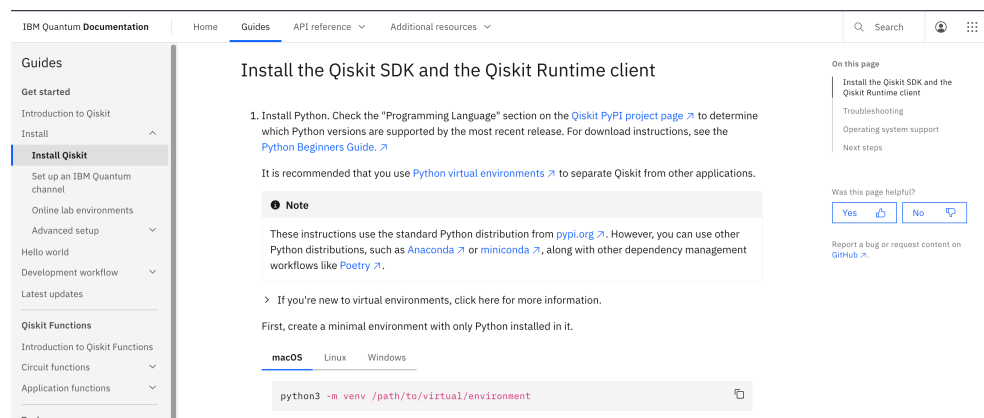 IBM Quantum Documentation
Home
Guides
API reference
Additional resources
Search
Guides
Get started
Introduction to Qiskit
Install
Install Qiskit
Set up an IBM Quantum
channel
Online lab environments
Advanced setup
Hello world
Development workflow
Latest updates
Qiskit Functions
Introduction to Qiskit Functions
Circuit functions
Application functions
Install the Qiskit SDK and the Qiskit Runtime client
1. Install Python. Check the "Programming Language" section on the Qiskit PyPI project page ↗ to determine
which Python versions are supported by the most recent release. For download instructions, see the
Python Beginners Guide. ↗
It is recommended that you use Python virtual environments ↗ to separate Qiskit from other applications.
Note
These instructions use the standard Python distribution from pypi.org ↗. However, you can use other
Python distributions, such as Anaconda ↗ or miniconda ↗, along with other dependency management
workflows like Poetry ↗.
If you're new to virtual environments, click here for more information.
First, create a minimal environment with only Python installed in it.
macOS
Linux
Windows
python3 -m venv /path/to/virtual/environment
On this page
Install the Qiskit SDK and the
Qiskit Runtime client
Troubleshooting
Operating system support
Next steps
Was this page helpful?
Yes
No
Report a bug or request content on
GitHub ↗.